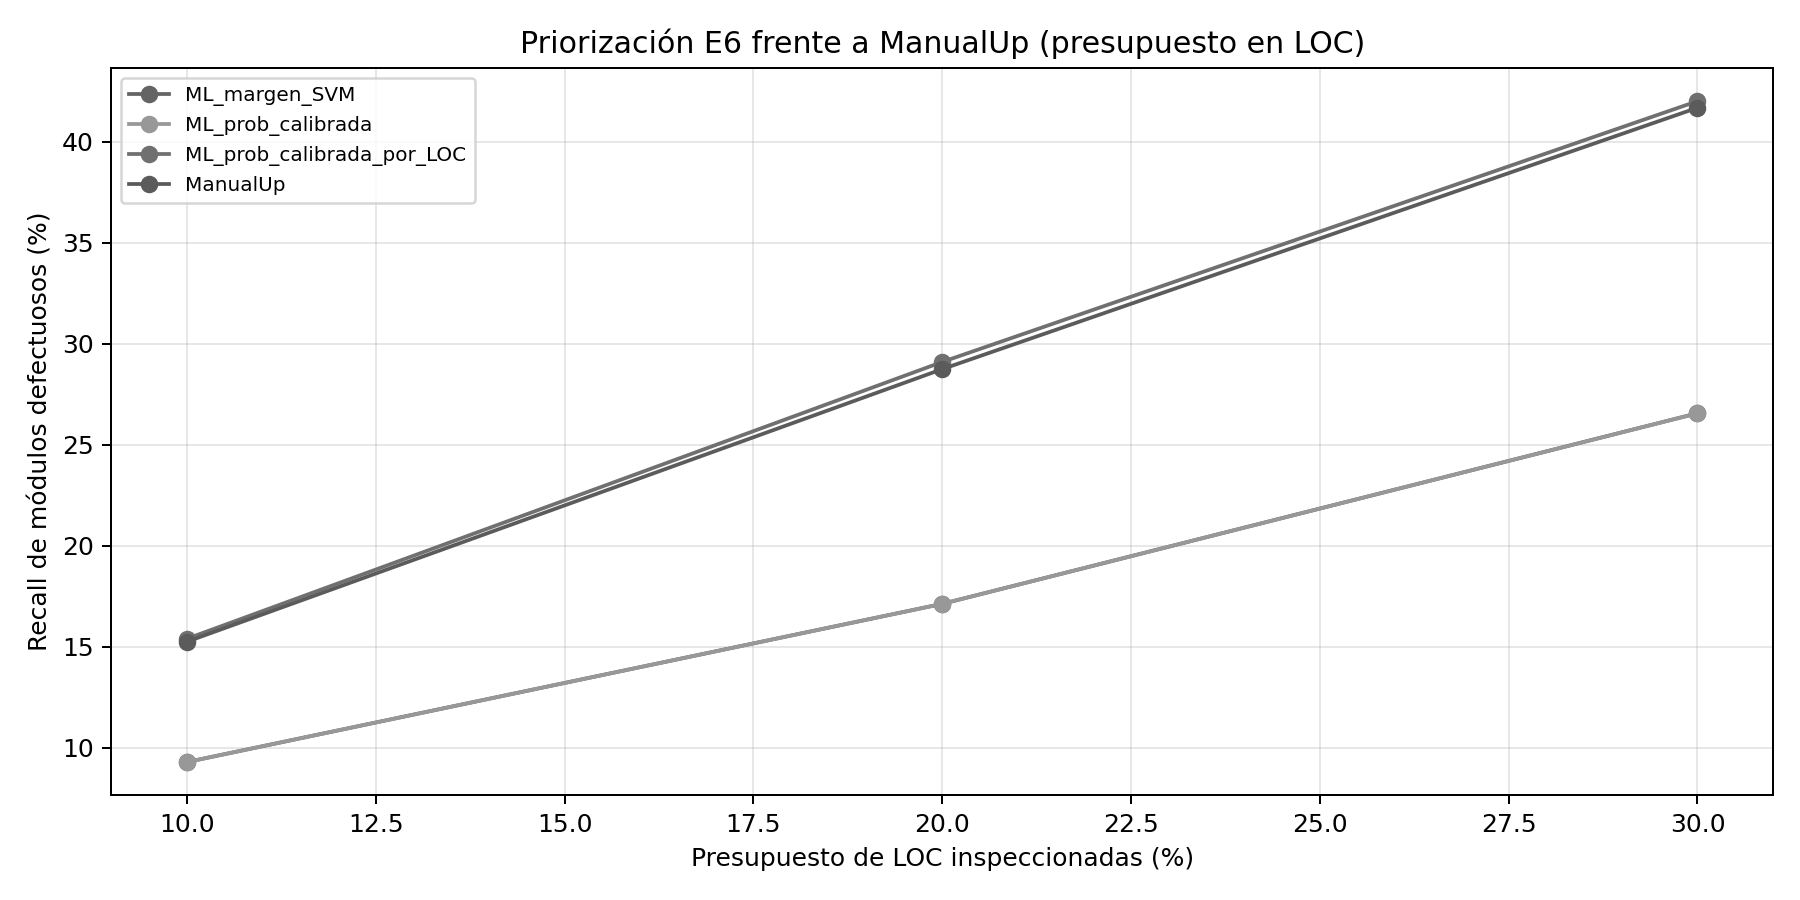 Priorización E6 frente a ManualUp (presupuesto en LOC)
ML_margen_SVM
ML_prob_calibrada
ML_prob_calibrada_por_LOC
ManualUp
40
35
30
25
20
15
10
Recall de módulos defectuosos (%)
10.0 12.5 15.0 17.5 20.0 22.5 25.0 27.5 30.0
Presupuesto de LOC inspeccionadas (%)